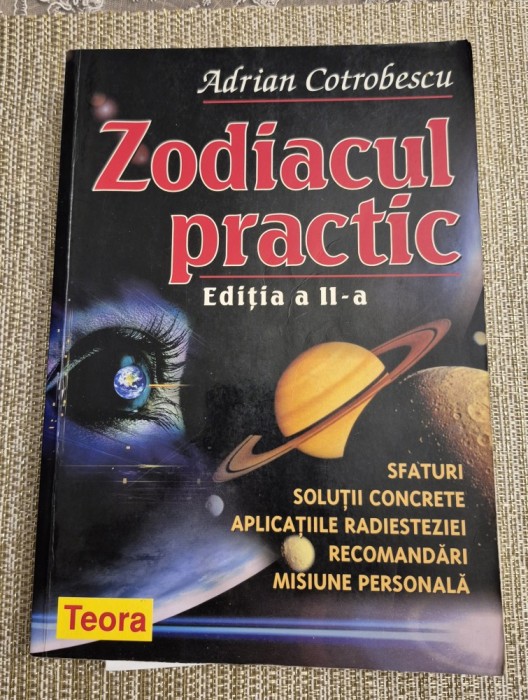 Adrian Cotrobescu
Zodiacul
practic
Ediția a II-a
SFATURI
SOLUȚII CONCRETE
APLICAȚIILE RADIESTEZIEI
RECOMANDĂRI
MISIUNE PERSONALĂ
Teora